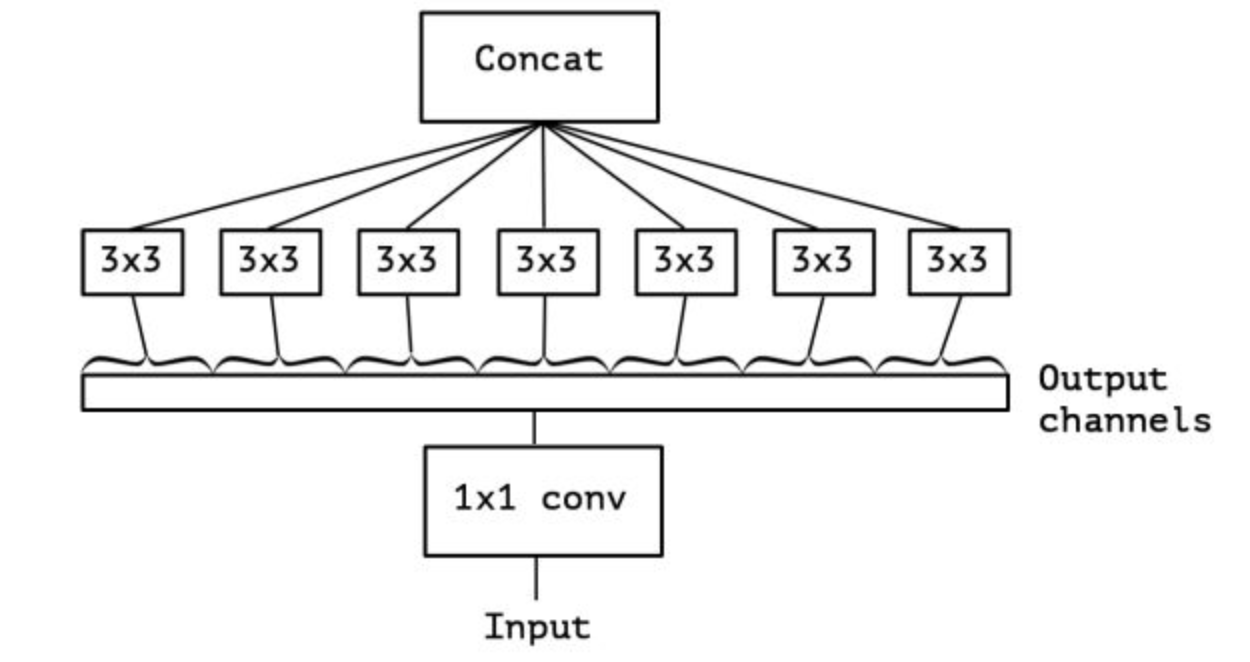 Concat
3x3 3x3 3x3 3x3 3x3 3x3 3x3
Output
channels
1x1 conv
Input